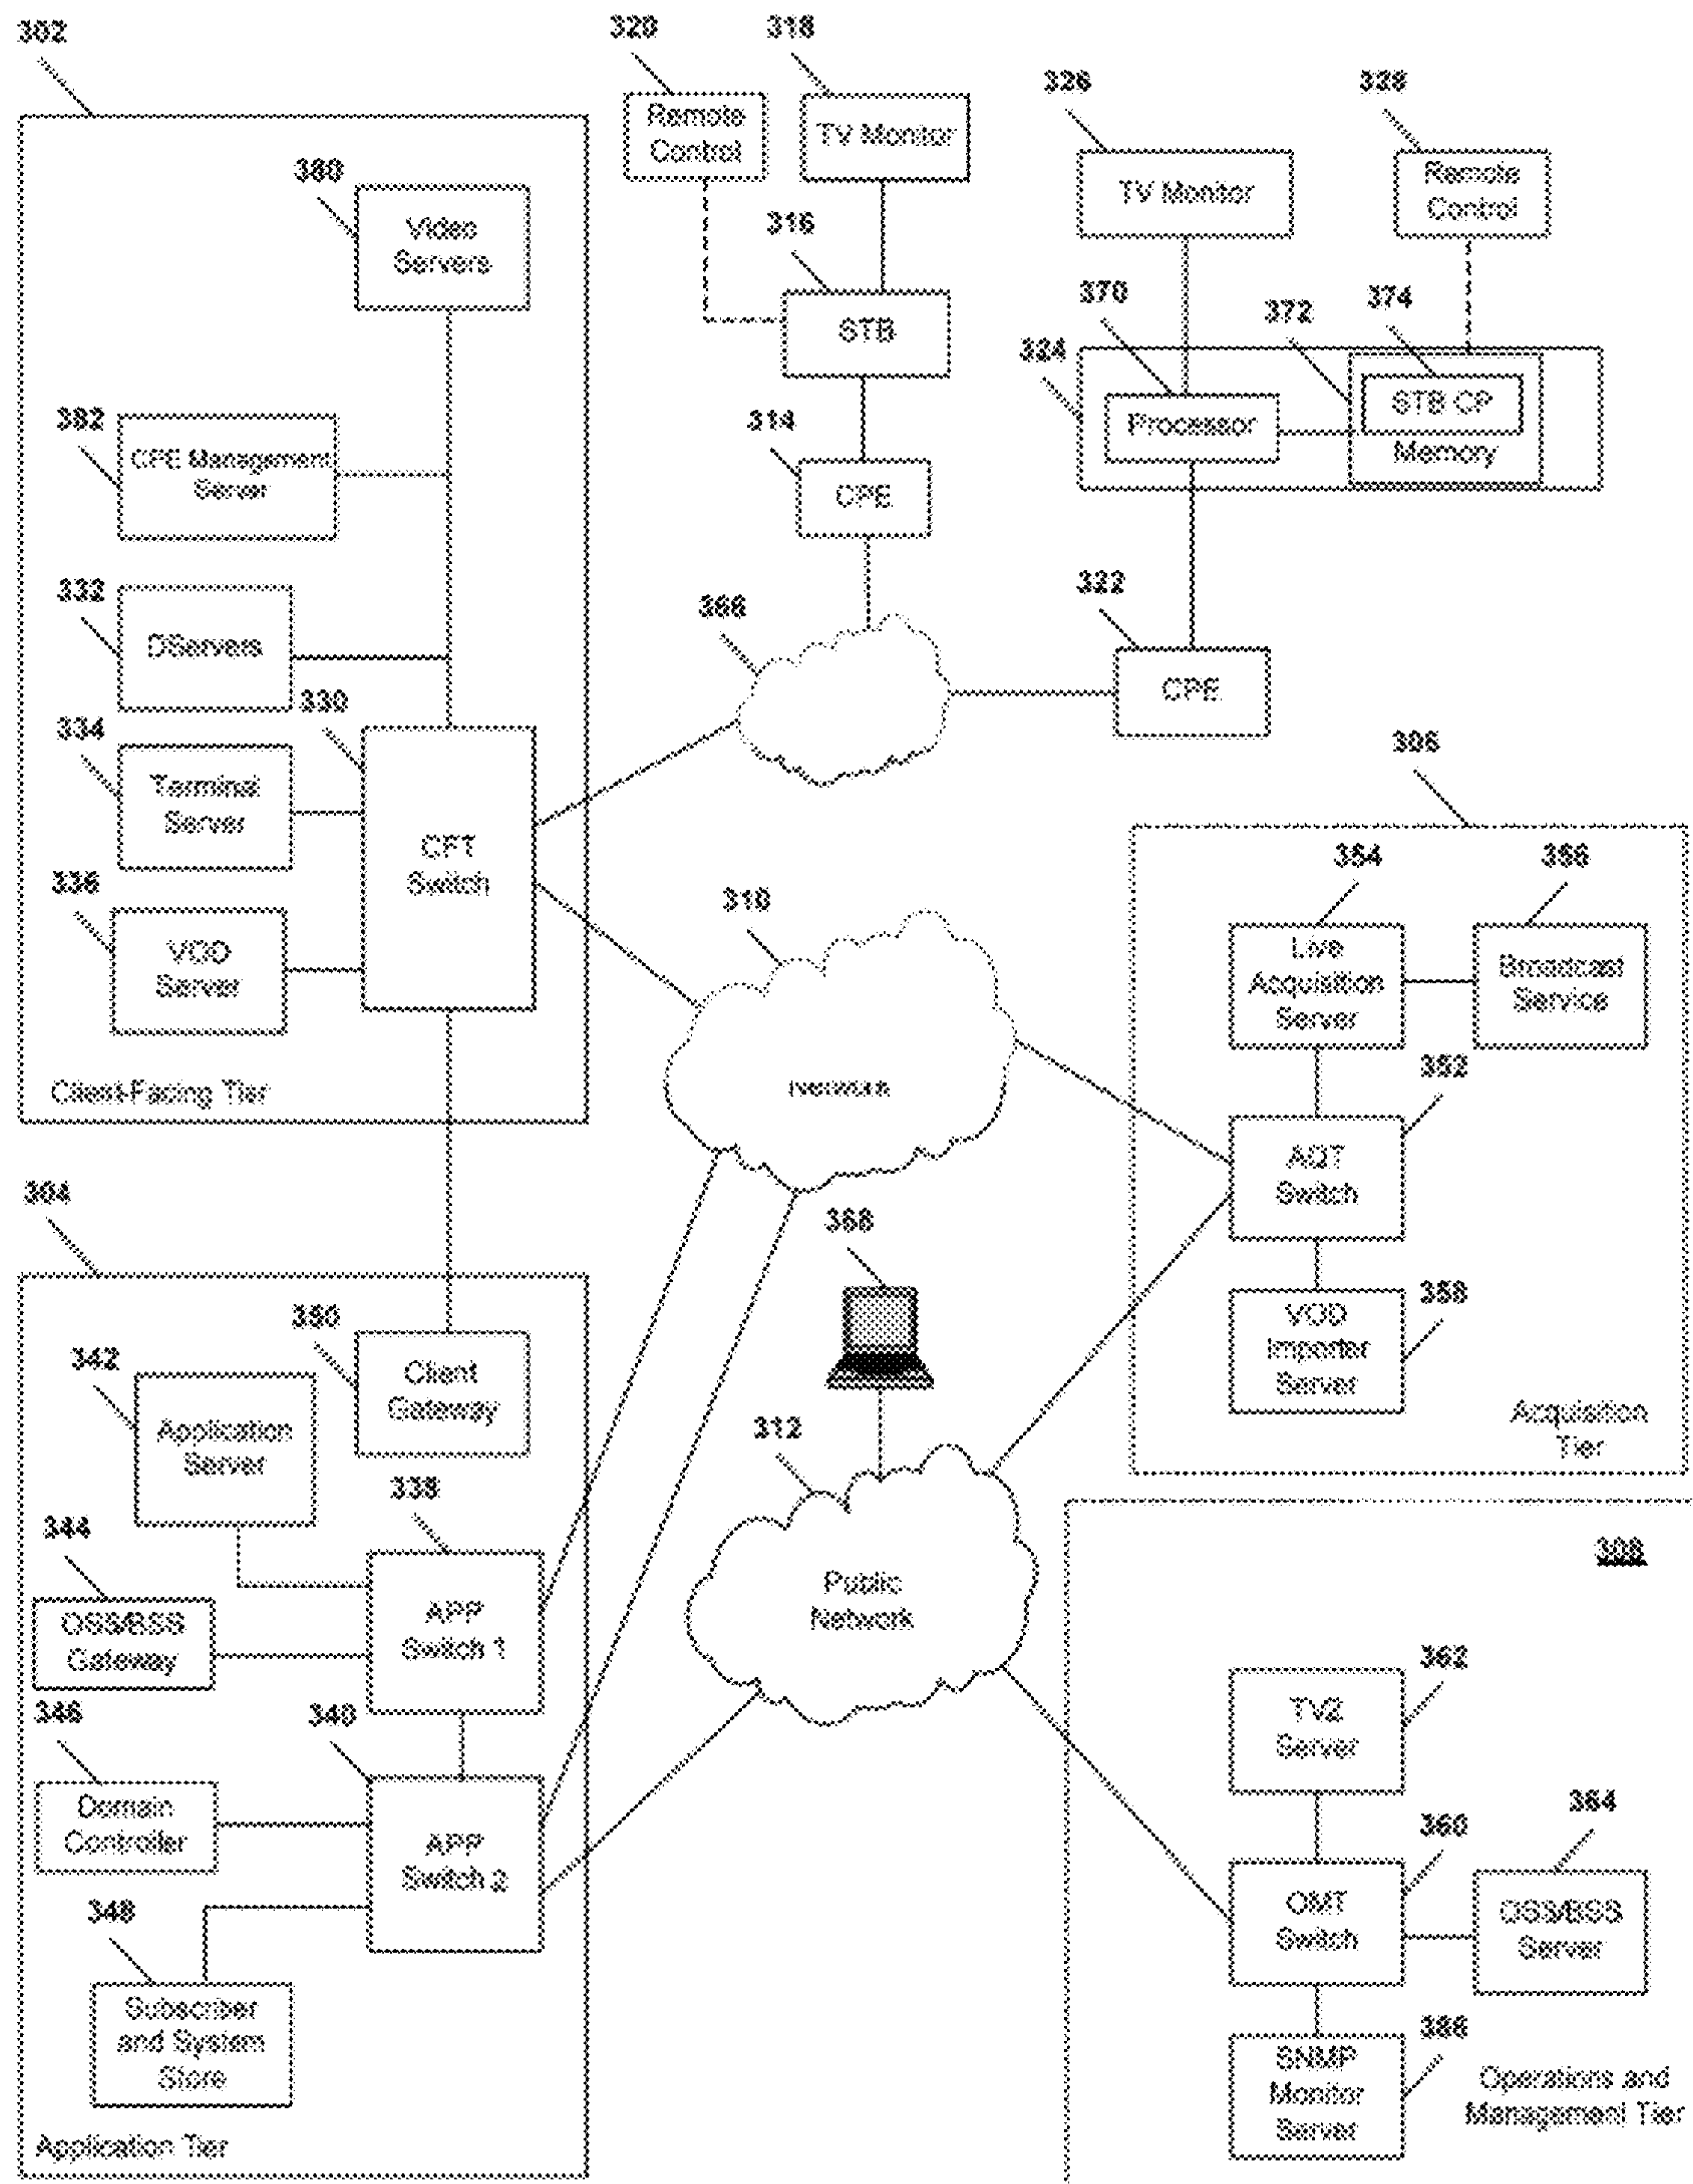 302
320
318
326
328
Remote
Control
TV Monitor
TV Monitor
Remote
Control
380
Video
Servers
316
STB
370
372
374
324
STB CP
Processor
Memory
382
CPE Management
Server
314
CPE
332
DServers
366
322
CPE
330
334
Terminal
Server
CFT
Switch
336
VOD
Server
Client-Facing Tier
310
Network
306
354
356
Live
Acquisition
Server
Broadcast
Service
352
AQT
Switch
358
VOD
Importer
Server
Acquisition
Tier
304
368
342
Application
Server
Client
Gateway
338
312
Public
Network
344
OSS/BSS
Gateway
APP
Switch 1
346
340
Domain
Controller
APP
Switch 2
348
Subscriber
and System
Store
Application Tier
308
362
TV2
Server
364
360
OMT
Switch
OSS/BSS
Server
386
SNMP
Monitor
Server
Operations and
Management Tier